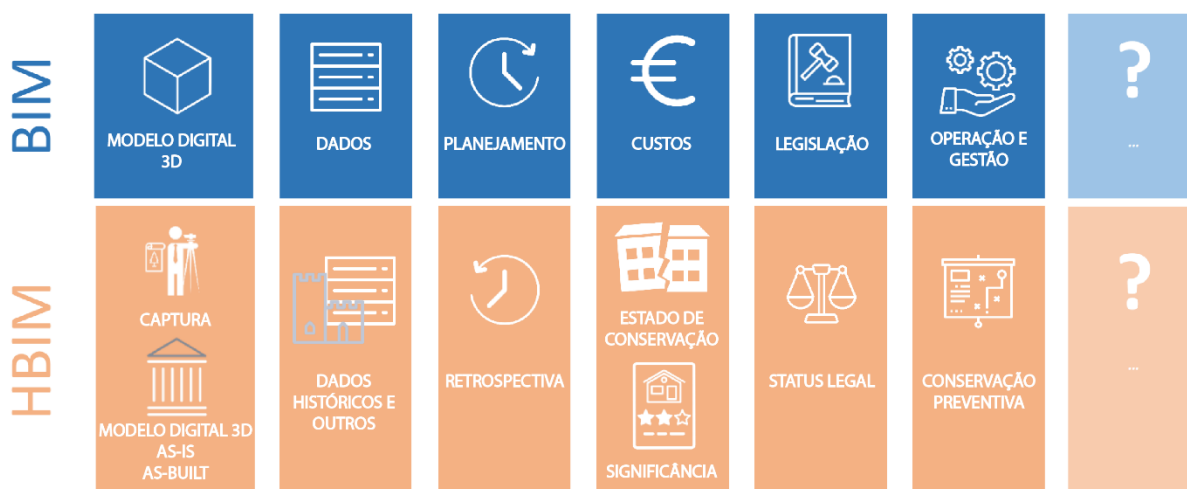 BIM
MODELO DIGITAL
3D
DADOS
PLANEJAMENTO
€
CUSTOS
LEGISLAÇÃO
OPERAÇÃO E
GESTÃO
?
...
HBIM
CAPTURA
MODELO DIGITAL 3D
AS-IS
AS-BUILT
DADOS
HISTÓRICOS E
OUTROS
RETROSPECTIVA
ESTADO DE
CONSERVAÇÃO
SIGNIFICÂNCIA
STATUS LEGAL
CONSERVAÇÃO
PREVENTIVA
?
...